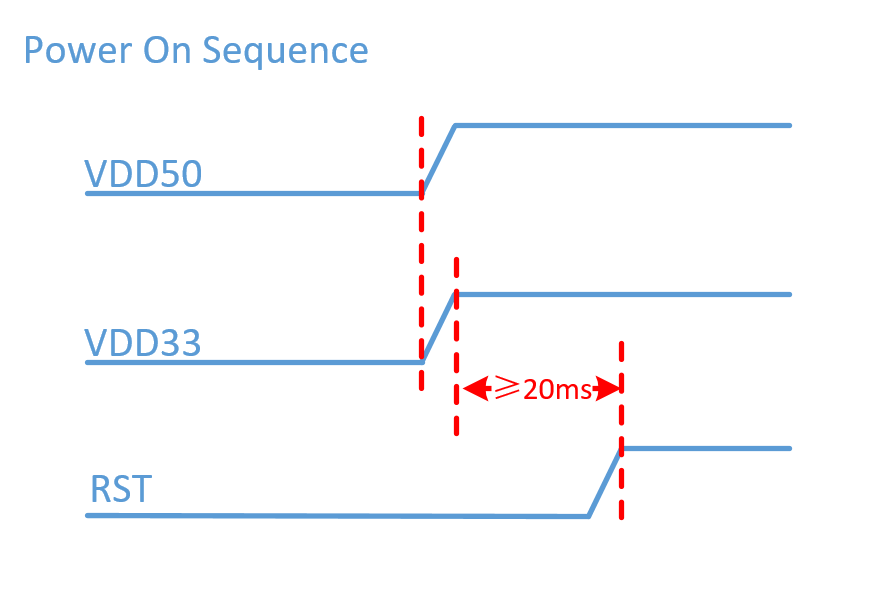 Power On Sequence
VDD50
VDD33
≥20ms
RST